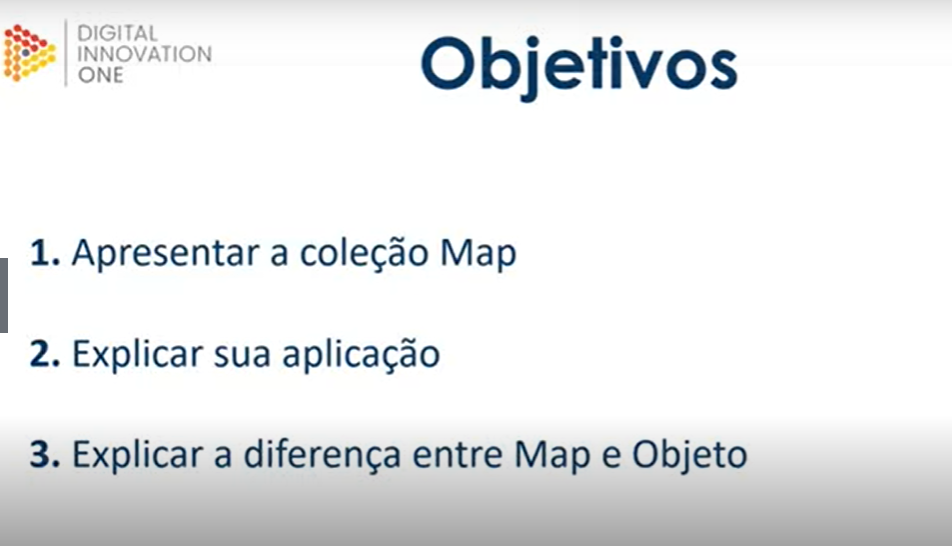 DIGITAL
INNOVATION
ONE
Objetivos
1. Apresentar a coleção Map
2. Explicar sua aplicação
3. Explicar a diferença entre Map e Objeto